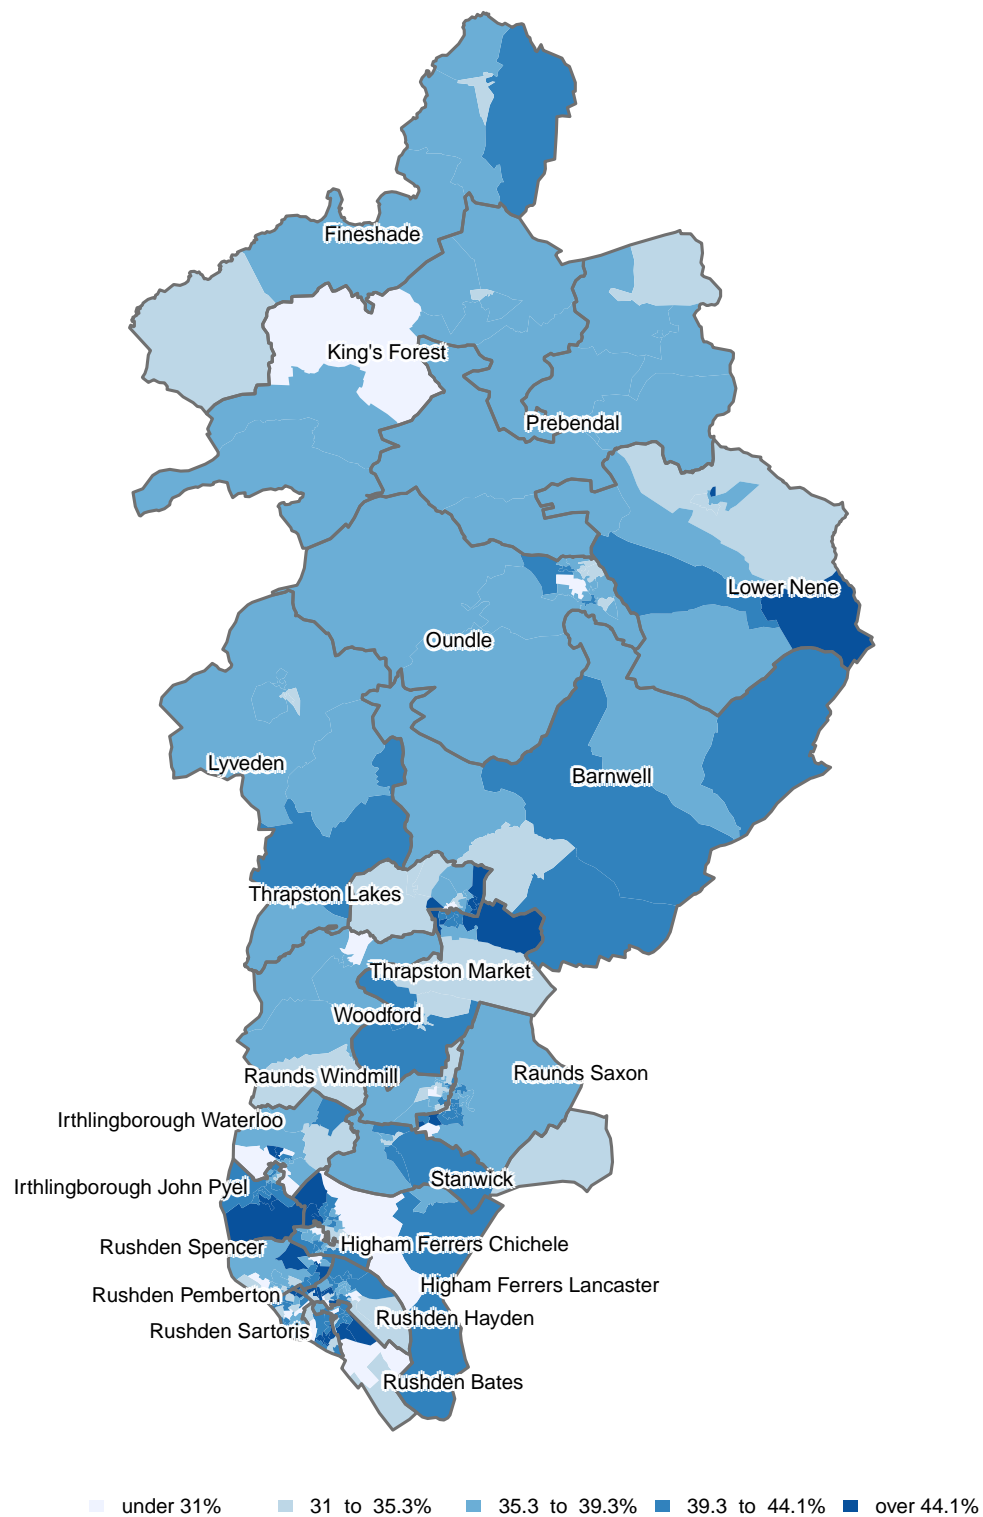 Fineshade
King's Forest
Prebendal
Lower Nene
Oundle
Lyveden
Barnwell
Thrapston Lakes
Thrapston Market
Woodford
Raunds Windmill
Raunds Saxon
Irthlingborough Waterloo
Stanwick
Irthlingborough John Pyel
Rushden Spencer
Higham Ferrers Chichele
Higham Ferrers Lancaster
Rushden Pemberton
Rushden Hayden
Rushden Sartoris
Rushden Bates
under 31% 31 to 35.3% 35.3 to 39.3% 39.3 to 44.1% over 44.1%